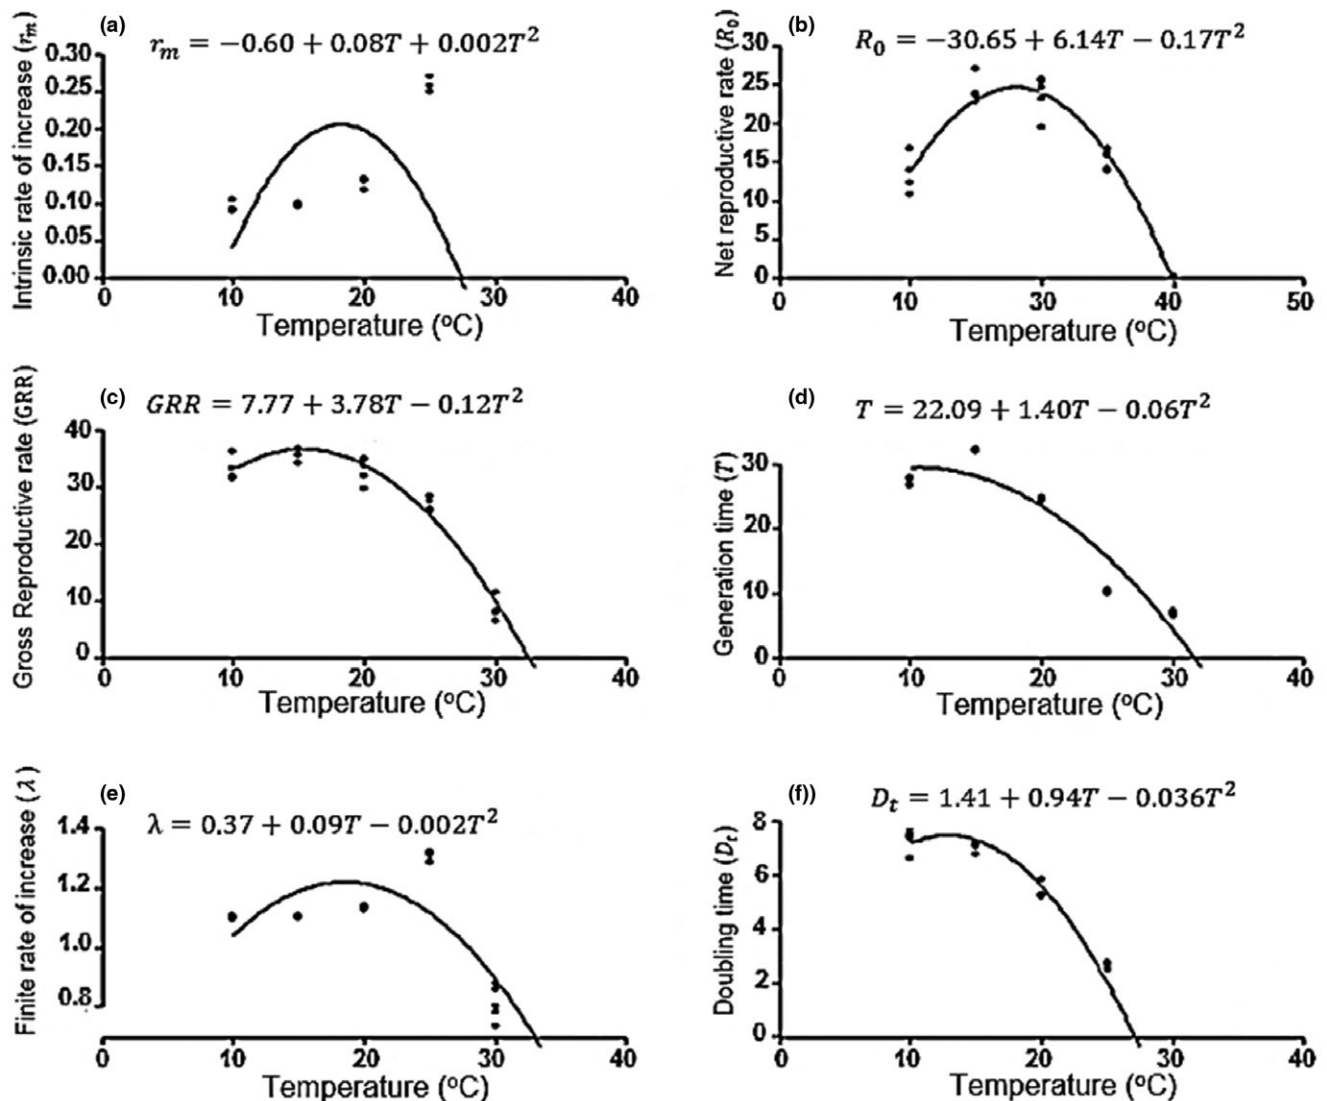 (a)
rₘ = −0.60 + 0.08T + 0.002T²
Intrinsic rate of increase (rₘ)
0.30
0.25
0.20
0.15
0.10
0.05
0.00
0 10 20 30 40
Temperature (°C)
(b)
R₀ = −30.65 + 6.14T − 0.17T²
Net reproductive rate (R₀)
30
25
20
15
10
5
0
0 10 30 40 50
Temperature (°C)
(c)
GRR = 7.77 + 3.78T − 0.12T²
Gross Reproductive rate (GRR)
40
30
20
10
0
0 10 20 30 40
Temperature (°C)
(d)
T = 22.09 + 1.40T − 0.06T²
Generation time (T)
30
20
10
0
0 10 20 30 40
Temperature (°C)
(e)
λ = 0.37 + 0.09T − 0.002T²
Finite rate of increase (λ)
1.4
1.2
1.0
0.8
0 10 20 30 40
Temperature (°C)
(f))
Dₜ = 1.41 + 0.94T − 0.036T²
Doubling time (Dₜ)
8
6
4
2
0
0 10 20 30 40
Temperature (°C)